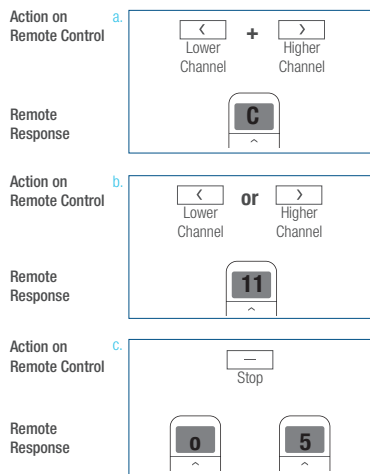 Action on
Remote Control
a.
< + >
Lower
Channel
Higher
Channel
Remote
Response
C
Action on
Remote Control
b.
< or >
Lower
Channel
Higher
Channel
Remote
Response
11
Action on
Remote Control
c.
Stop
Remote
Response
o
5